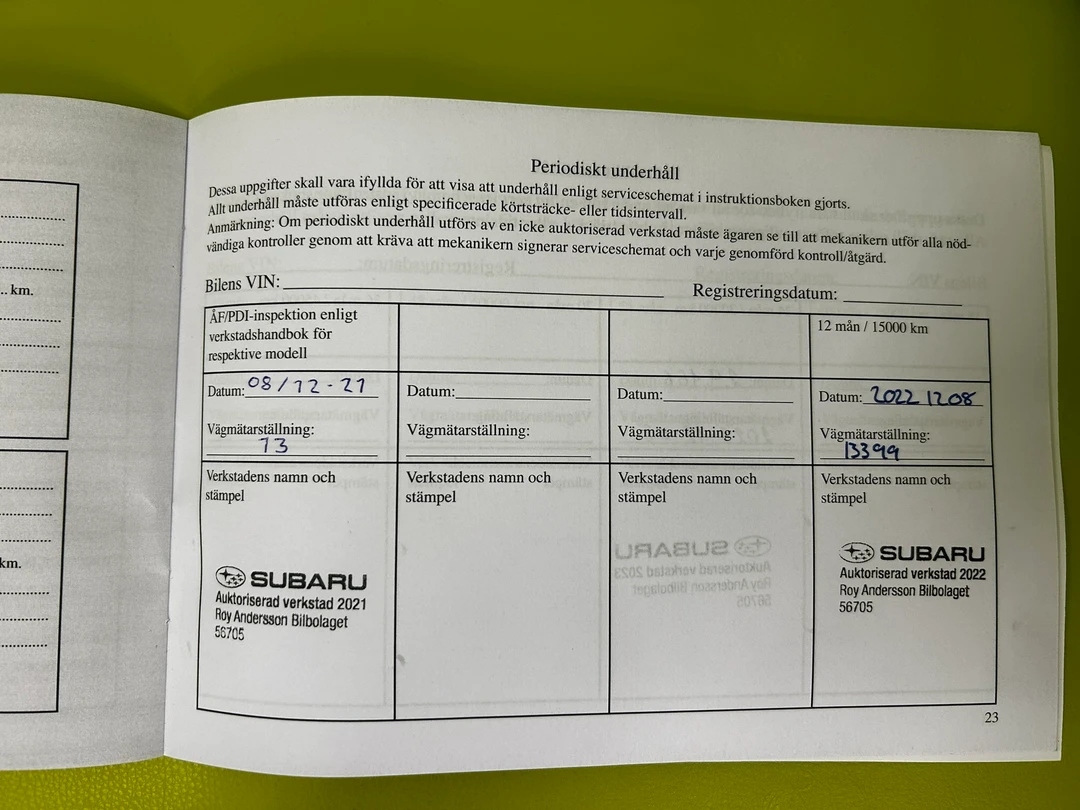 Periodiskt underhåll
Dessa uppgifter skall vara ifyllda för att visa att underhåll enligt serviceschemat i instruktionsboken gjorts.
Allt underhåll måste utföras enligt specificerade körtsträcke- eller tidsintervall.
Anmärkning: Om periodiskt underhåll utförs av en icke auktoriserad verkstad måste ägaren se till att mekanikern utför alla nöd-
vändiga kontroller genom att kräva att mekanikern signerar serviceschemat och varje genomförd kontroll/åtgärd.
Bilens VIN:
Registreringsdatum:
ÅF/PDI-inspektion enligt
verkstadshandbok för
respektive modell
Datum: 08/12-21
Vägmätarställning:
13
Verkstadens namn och
stämpel
SUBARU
Auktoriserad verkstad 2021
Roy Andersson Bilbolaget
56705
Datum:
Vägmätarställning:
Verkstadens namn och
stämpel
Datum:
Vägmätarställning:
Verkstadens namn och
stämpel
12 mån / 15000 km
Datum: 2022 1208
Vägmätarställning:
13399
Verkstadens namn och
stämpel
SUBARU
Auktoriserad verkstad 2022
Roy Andersson Bilbolaget
56705
23
.. km.
km.